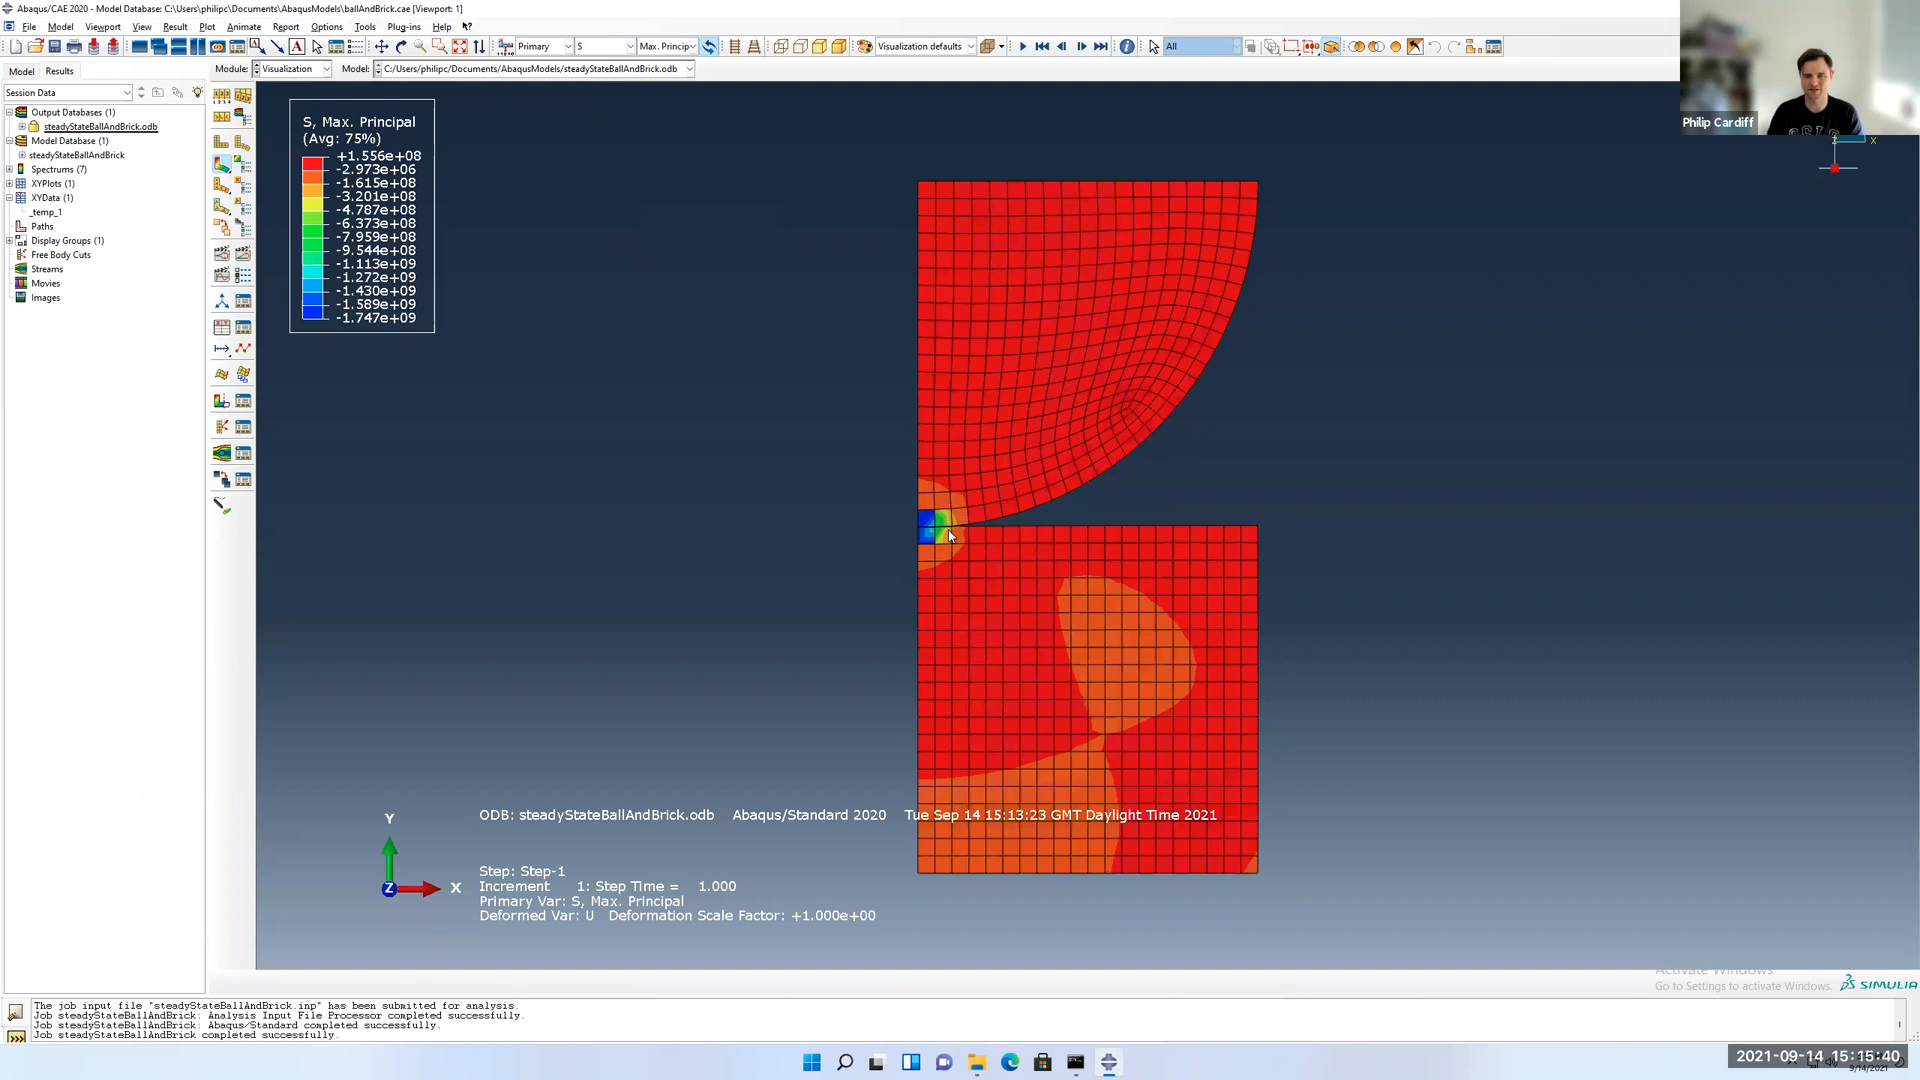 Abaqus/CAE 2020 - Model Database: C:\Users\philipc\Documents\AbaqusModels\ballAndBrick.cae [Viewport: 1]
File Model Viewport View Result Plot Animate Report Options Tools Plug-ins Help
Primary S Max. Princip Visualization defaults All
Model Results Module: Visualization Model: C:/Users/philipc/Documents/AbaqusModels/steadyStateBallAndBrick.odb
Session Data
Output Databases (1)
steadyStateBallAndBrick.odb
Model Database (1)
steadyStateBallAndBrick
Spectrums (7)
XYPlots (1)
XYData (1)
_temp_1
Paths
Display Groups (1)
Free Body Cuts
Streams
Movies
Images
S, Max. Principal
(Avg: 75%)
+1.556e+08
-2.973e+06
-1.615e+08
-3.201e+08
-4.787e+08
-6.373e+08
-7.959e+08
-9.544e+08
-1.113e+09
-1.272e+09
-1.430e+09
-1.589e+09
-1.747e+09
Philip Cardiff
X
Y
Z X
ODB: steadyStateBallAndBrick.odb Abaqus/Standard 2020 Tue Sep 14 15:13:23 GMT Daylight Time 2021
Step: Step-1
Increment 1: Step Time = 1.000
Primary Var: S, Max. Principal
Deformed Var: U Deformation Scale Factor: +1.000e+00
Activate Windows
Go to Settings to activate Windows.
SIMULIA
The job input file "steadyStateBallAndBrick.inp" has been submitted for analysis.
Job steadyStateBallAndBrick: Analysis Input File Processor completed successfully.
Job steadyStateBallAndBrick: Abaqus/Standard completed successfully.
Job steadyStateBallAndBrick completed successfully.
>>>
2021-09-14 15:15:40
9/14/2021